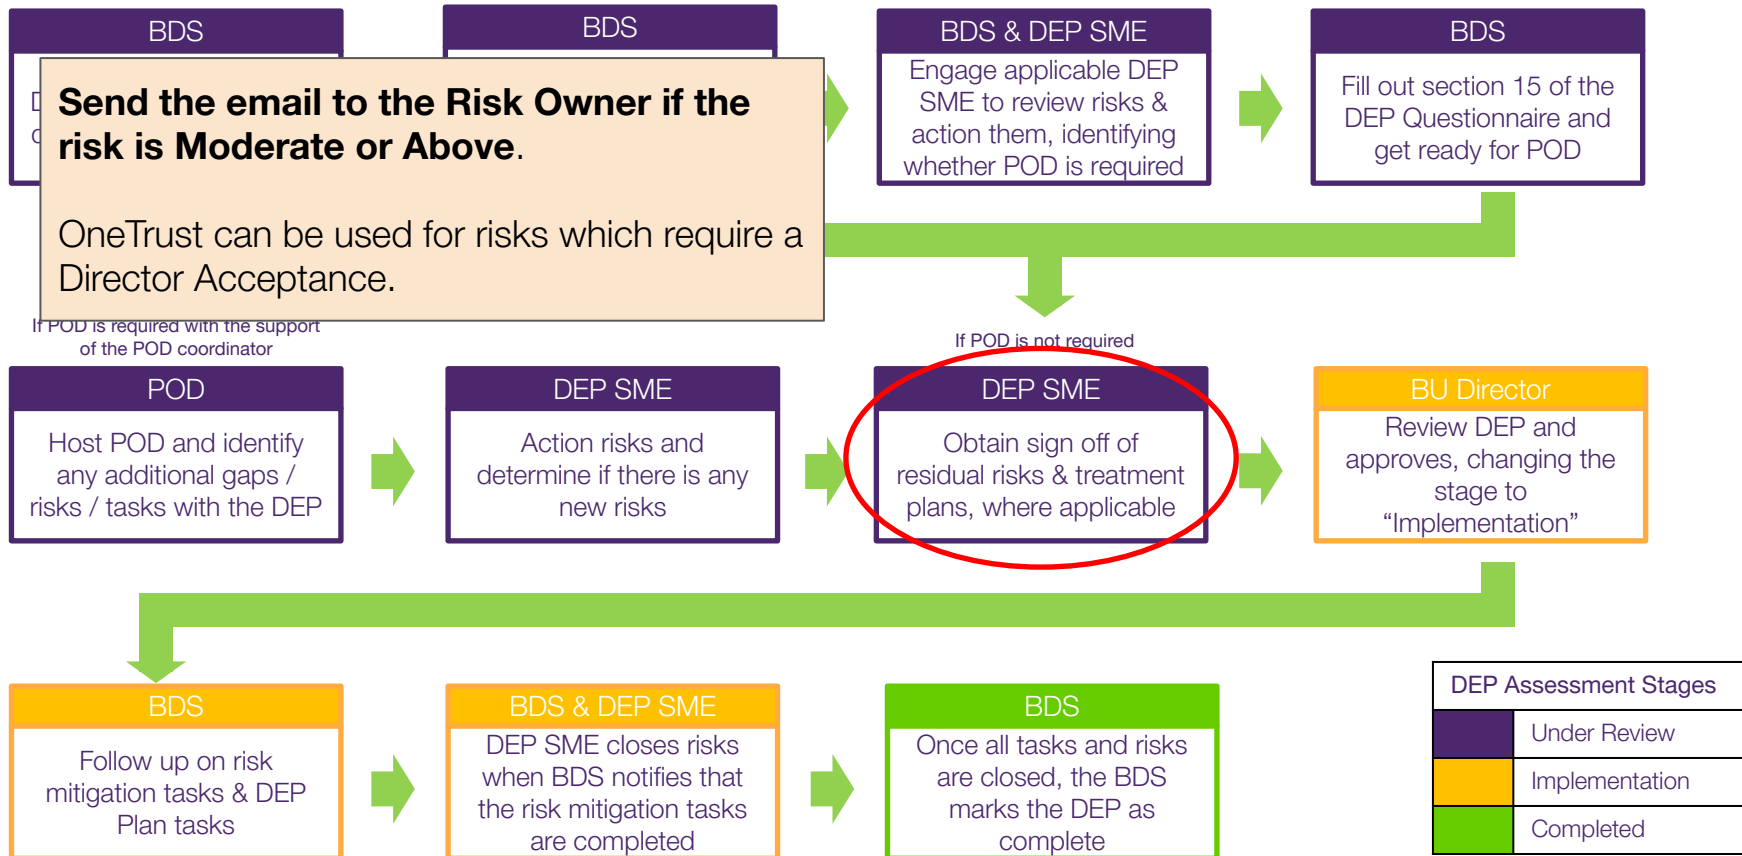 BDS
BDS
BDS & DEP SME
Engage applicable DEP
SME to review risks &
action them, identifying
whether POD is required
BDS
Fill out section 15 of the
DEP Questionnaire and
get ready for POD
Send the email to the Risk Owner if the
risk is Moderate or Above.
OneTrust can be used for risks which require a
Director Acceptance.
If POD is required with the support
of the POD coordinator
If POD is not required
POD
Host POD and identify
any additional gaps /
risks / tasks with the DEP
DEP SME
Action risks and
determine if there is any
new risks
DEP SME
Obtain sign off of
residual risks & treatment
plans, where applicable
BU Director
Review DEP and
approves, changing the
stage to
“Implementation”
BDS
Follow up on risk
mitigation tasks & DEP
Plan tasks
BDS & DEP SME
DEP SME closes risks
when BDS notifies that
the risk mitigation tasks
are completed
BDS
Once all tasks and risks
are closed, the BDS
marks the DEP as
complete
DEP Assessment Stages
Under Review
Implementation
Completed